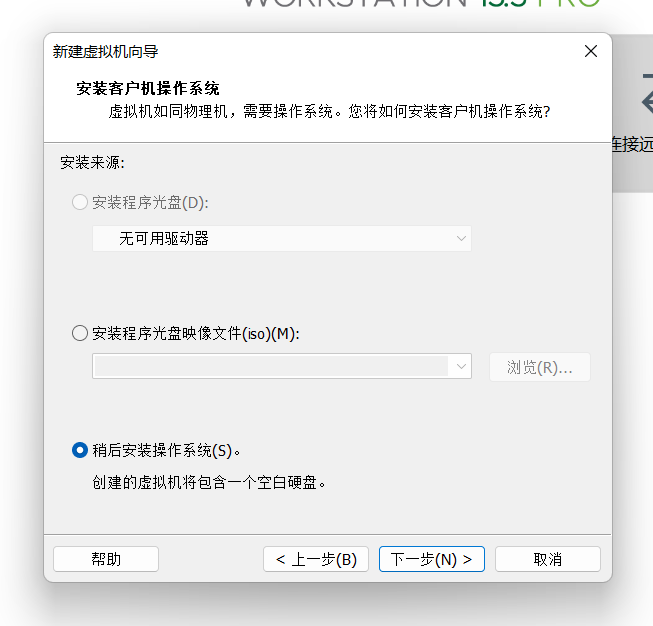 WORKSTATION 15.5 PRO
新建虚拟机向导
安装客户机操作系统
虚拟机如同物理机，需要操作系统。您将如何安装客户机操作系统?
连接远
安装来源:
安装程序光盘(D):
无可用驱动器
安装程序光盘映像文件(iso)(M):
浏览(R)...
稍后安装操作系统(S)。
创建的虚拟机将包含一个空白硬盘。
帮助
< 上一步(B)
下一步(N) >
取消